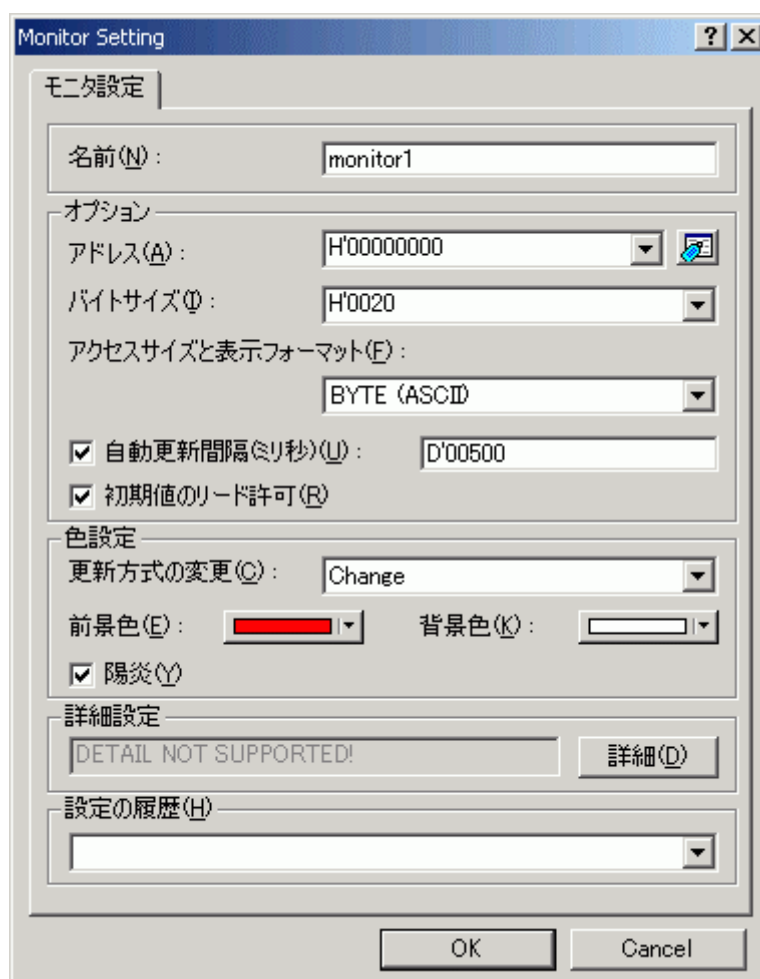 Monitor Setting
モニタ設定
名前(N) : monitor1
オプション
アドレス(A) : H'00000000
バイトサイズ(I) : H'0020
アクセスサイズと表示フォーマット(F) :
BYTE (ASCII)
自動更新間隔(ミリ秒)(U) : D'00500
初期値のリード許可(R)
色設定
更新方式の変更(C) : Change
前景色(E) : 背景色(K) :
陽炎(Y)
詳細設定
DETAIL NOT SUPPORTED! 詳細(D)
設定の履歴(H)
OK Cancel